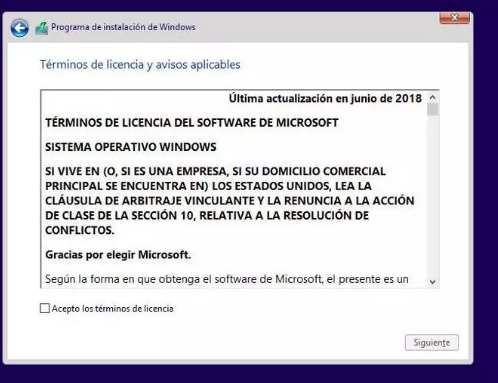 Programa de instalación de Windows
Términos de licencia y avisos aplicables
Última actualización en junio de 2018
TÉRMINOS DE LICENCIA DEL SOFTWARE DE MICROSOFT
SISTEMA OPERATIVO WINDOWS
SI VIVE EN (O, SI ES UNA EMPRESA, SI SU DOMICILIO COMERCIAL
PRINCIPAL SE ENCUENTRA EN) LOS ESTADOS UNIDOS, LEA LA
CLÁUSULA DE ARBITRAJE VINCULANTE Y LA RENUNCIA A LA ACCIÓN
DE CLASE DE LA SECCIÓN 10, RELATIVA A LA RESOLUCIÓN DE
CONFLICTOS.
Gracias por elegir Microsoft.
Según la forma en que obtenga el software de Microsoft, el presente es un
Acepto los términos de licencia
Siguiente